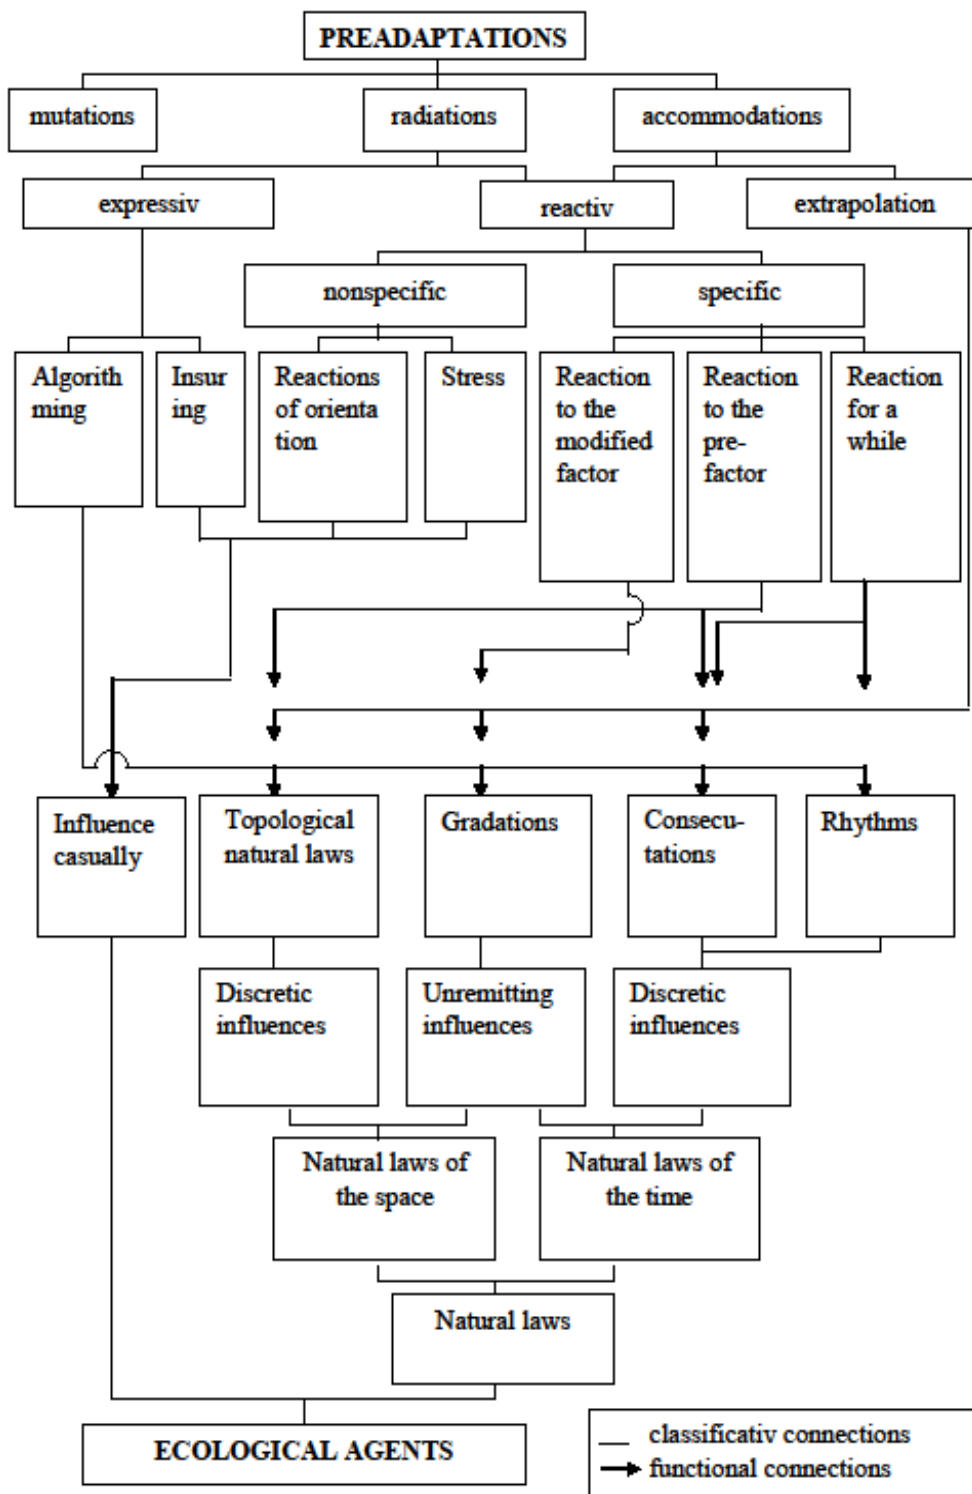 PREADAPTATIONS
mutations
radiations
accommodations
expressiv
reactiv
extrapolation
nonspecific
specific
Algorith
ming
Insur
ing
Reactions
of orienta
tion
Stress
Reaction
to the
modified
factor
Reaction
to the
pre-
factor
Reaction
for a
while
Influence
casually
Topological
natural laws
Gradations
Consecu-
tations
Rhythms
Discretic
influences
Unremitting
influences
Discretic
influences
Natural laws of
the space
Natural laws of
the time
Natural laws
ECOLOGICAL AGENTS
classificativ connections
functional connections